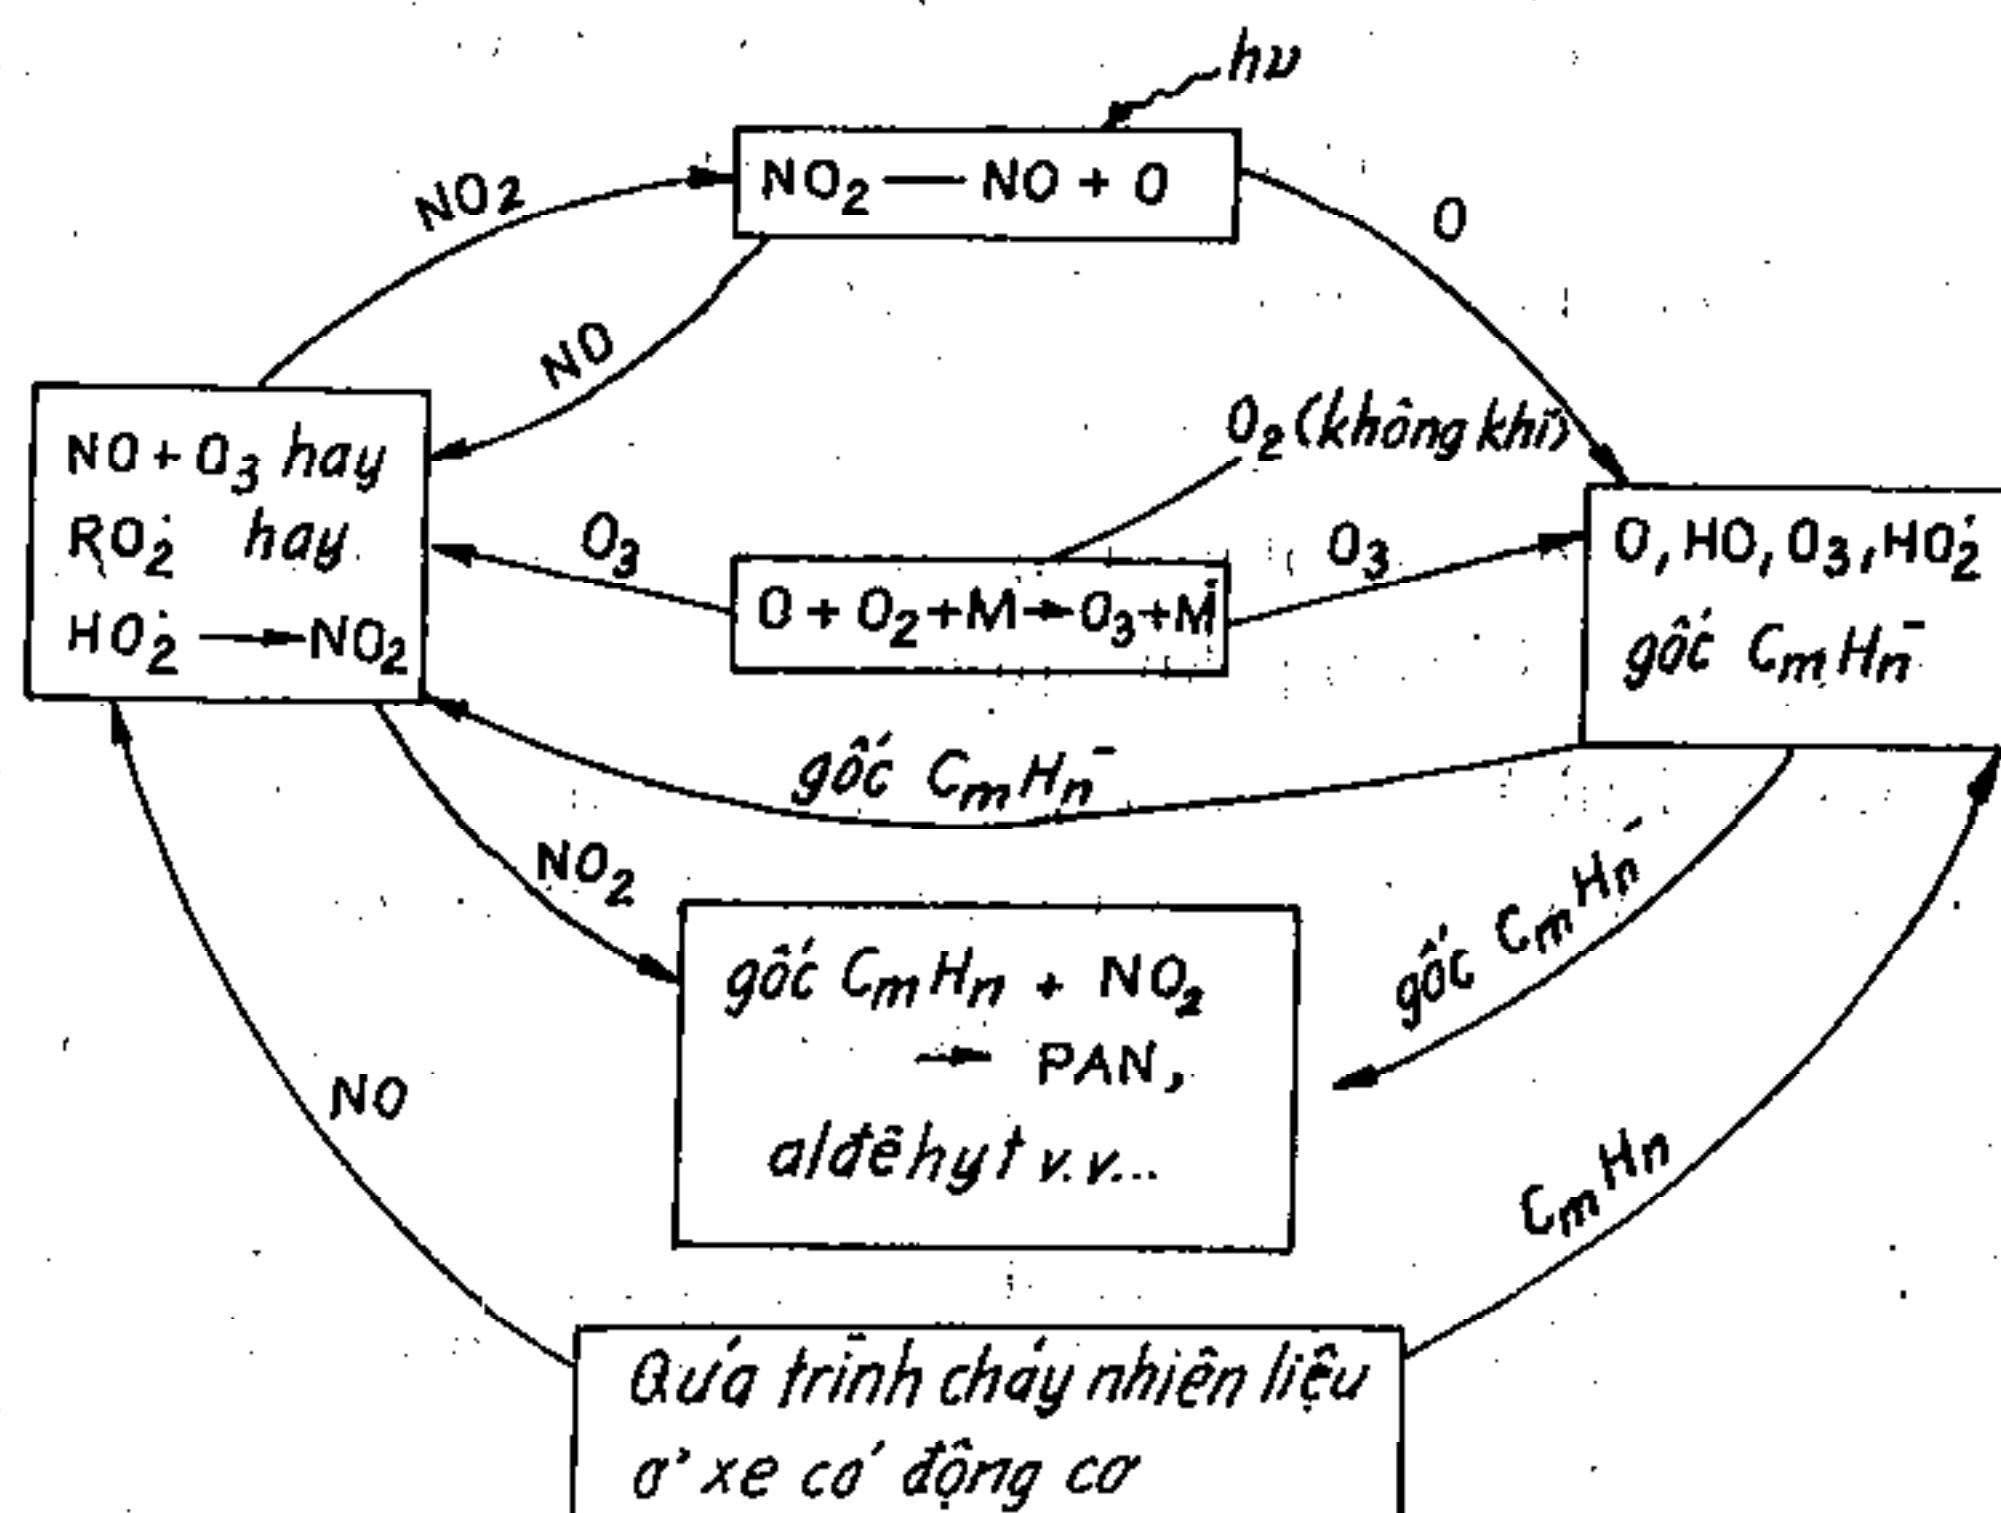 hν
NO₂
NO₂ — NO + O
O
NO
O₂ (không khí)
NO + O₃ hay
RO₂˙ hay
HO₂˙ → NO₂
O₃
O + O₂ + M → O₃ + M
O₃
O, HO, O₃, HO₂˙
gốc CₘHₙ⁻
gốc CₘHₙ⁻
NO₂
gốc CₘHₙ⁻
gốc CₘHₙ + NO₂
→ PAN,
alđêhyt v.v...
NO
CₘHₙ
Qúa trình cháy nhiên liệu
ở xe có động cơ